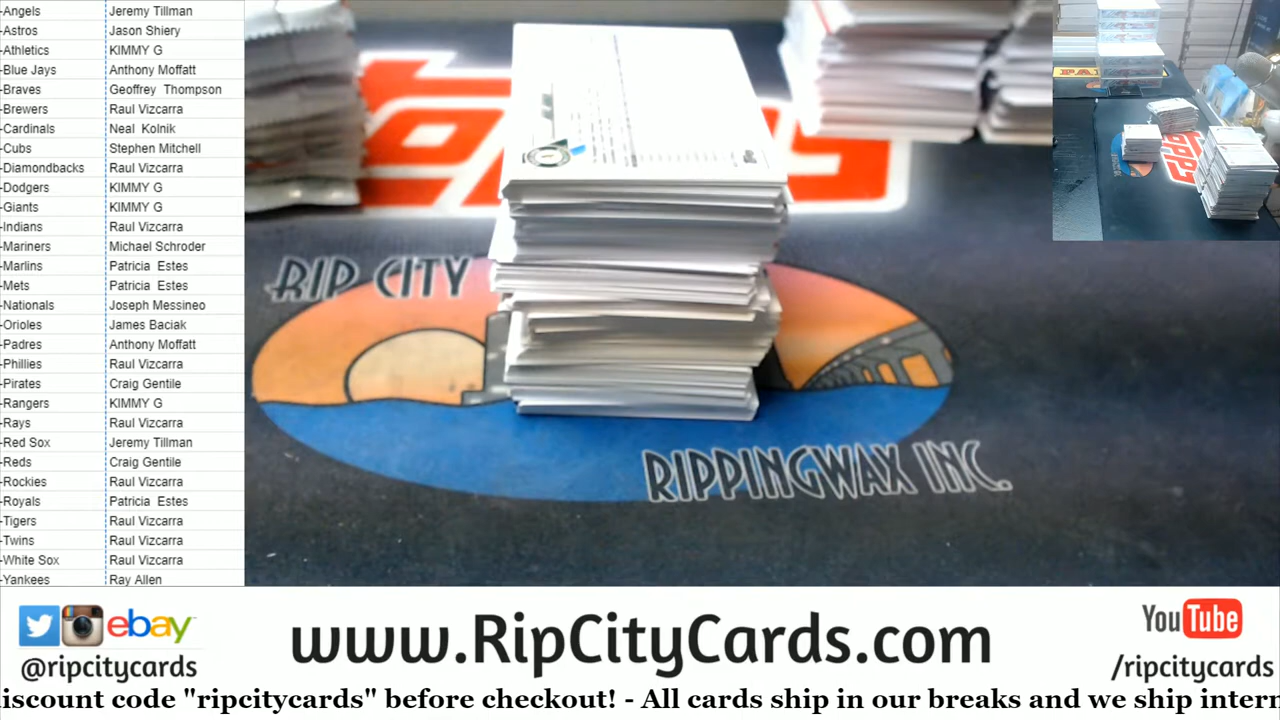 -Angels Jeremy Tillman
-Astros Jason Shiery
-Athletics KIMMY G
-Blue Jays Anthony Moffatt
-Braves Geoffrey Thompson
-Brewers Raul Vizcarra
-Cardinals Neal Kolnik
-Cubs Stephen Mitchell
-Diamondbacks Raul Vizcarra
-Dodgers KIMMY G
-Giants KIMMY G
-Indians Raul Vizcarra
-Mariners Michael Schroder
-Marlins Patricia Estes
-Mets Patricia Estes
-Nationals Joseph Messineo
-Orioles James Baciak
-Padres Anthony Moffatt
-Phillies Raul Vizcarra
-Pirates Craig Gentile
-Rangers KIMMY G
-Rays Raul Vizcarra
-Red Sox Jeremy Tillman
-Reds Craig Gentile
-Rockies Raul Vizcarra
-Royals Patricia Estes
-Tigers Raul Vizcarra
-Twins Raul Vizcarra
-White Sox Raul Vizcarra
-Yankees Ray Allen
RIP CITY
RIPPINGWAX INC.
ebay
@ripcitycards
www.RipCityCards.com
YouTube
/ripcitycards
iscount code "ripcitycards" before checkout! - All cards ship in our breaks and we ship intern